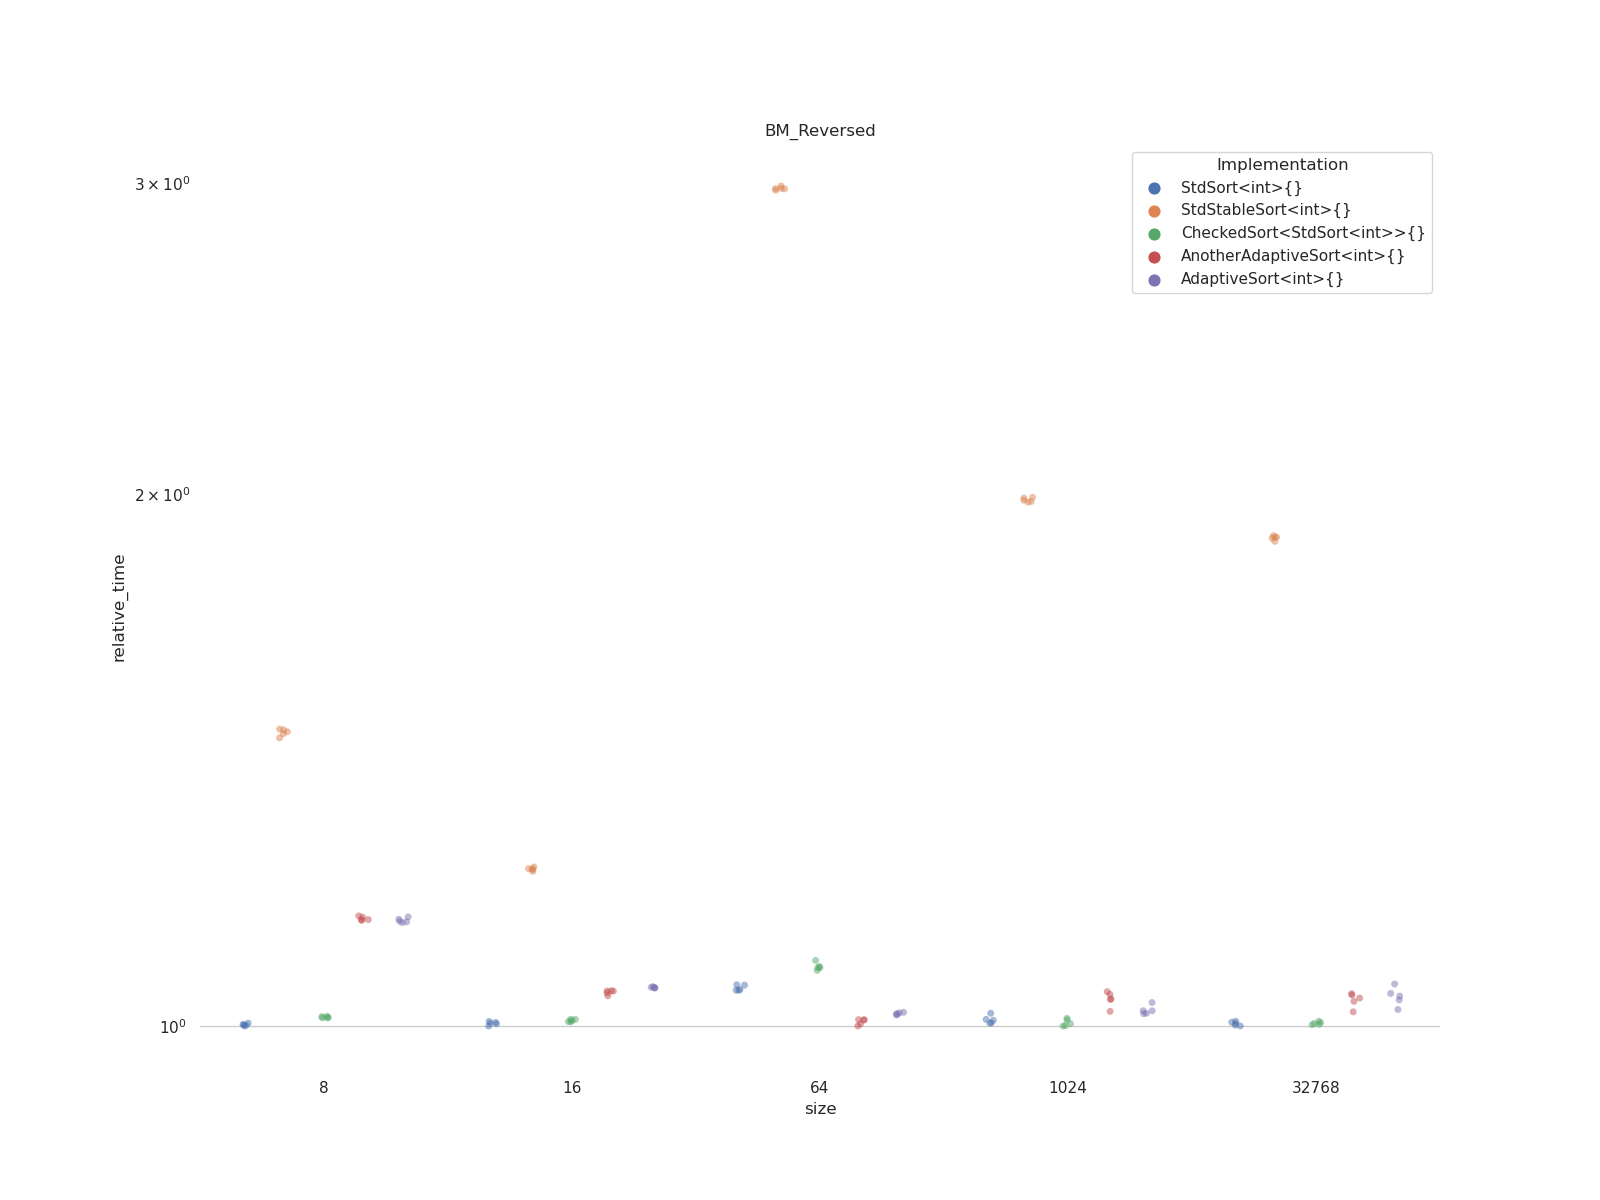 BM_Reversed
Implementation
StdSort<int>{}
StdStableSort<int>{}
CheckedSort<StdSort<int>>{}
AnotherAdaptiveSort<int>{}
AdaptiveSort<int>{}
3 × 10⁰
2 × 10⁰
10⁰
relative_time
8 16 64 1024 32768
size